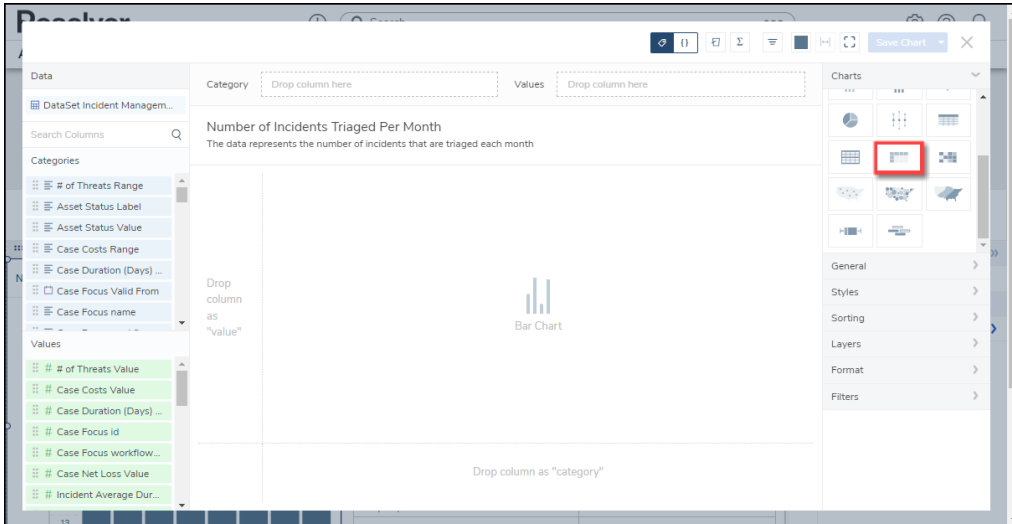 Resolver
Search
{}
Σ
Save Chart
Data
DataSet Incident Managem...
Search Columns
Categories
# of Threats Range
Asset Status Label
Asset Status Value
Case Costs Range
Case Duration (Days) ...
Case Focus Valid From
Case Focus name
Values
# # of Threats Value
# Case Costs Value
# Case Duration (Days) ...
# Case Focus id
# Case Focus workflow...
# Case Net Loss Value
# Incident Average Dur...
Category
Drop column here
Values
Drop column here
Number of Incidents Triaged Per Month
The data represents the number of incidents that are triaged each month
Drop
column
as
"value"
Bar Chart
Drop column as "category"
Charts
General
Styles
Sorting
Layers
Format
Filters
13